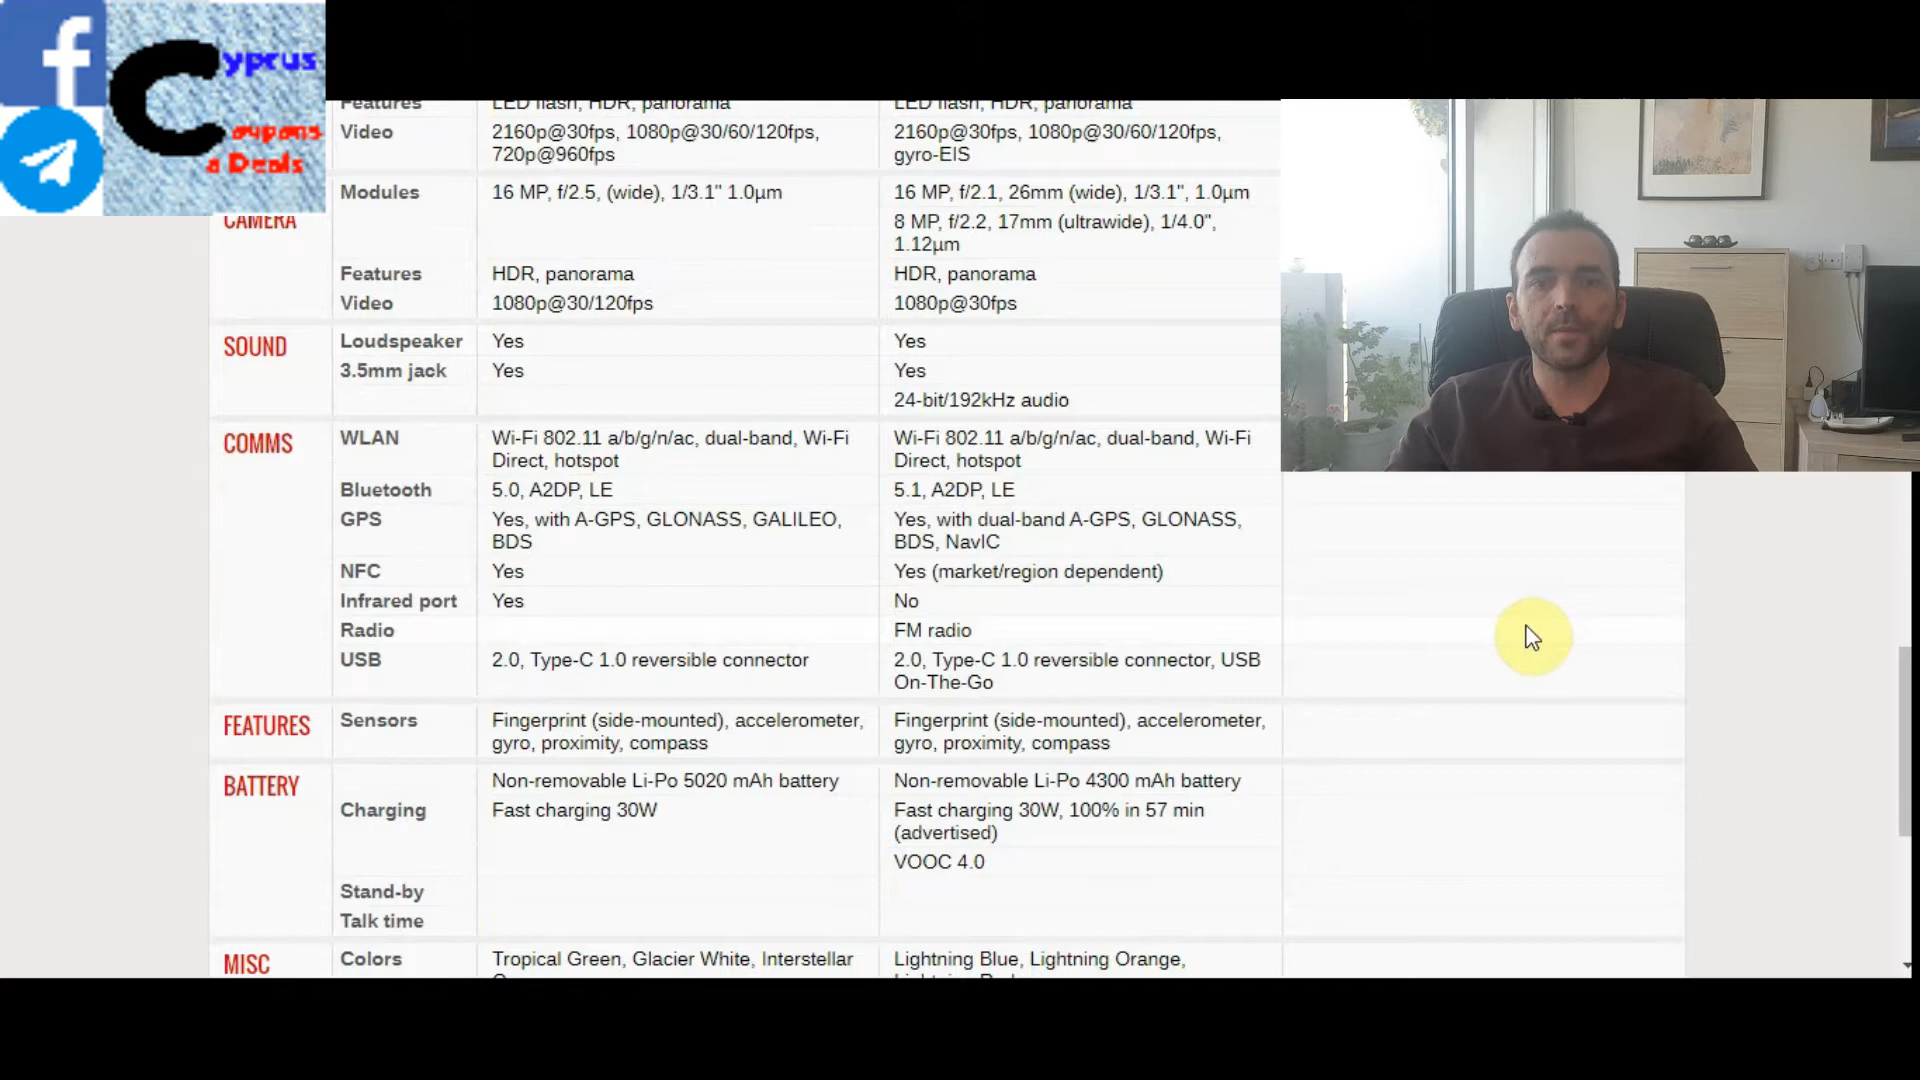 f
Cyprus
Coupons
a Deals
Features LED flash, HDR, panorama LED flash, HDR, panorama
Video 2160p@30fps, 1080p@30/60/120fps, 2160p@30fps, 1080p@30/60/120fps,
720p@960fps gyro-EIS
CAMERA Modules 16 MP, f/2.5, (wide), 1/3.1" 1.0µm 16 MP, f/2.1, 26mm (wide), 1/3.1", 1.0µm
8 MP, f/2.2, 17mm (ultrawide), 1/4.0",
1.12µm
Features HDR, panorama HDR, panorama
Video 1080p@30/120fps 1080p@30fps
SOUND Loudspeaker Yes Yes
3.5mm jack Yes Yes
24-bit/192kHz audio
COMMS WLAN Wi-Fi 802.11 a/b/g/n/ac, dual-band, Wi-Fi Wi-Fi 802.11 a/b/g/n/ac, dual-band, Wi-Fi
Direct, hotspot Direct, hotspot
Bluetooth 5.0, A2DP, LE 5.1, A2DP, LE
GPS Yes, with A-GPS, GLONASS, GALILEO, Yes, with dual-band A-GPS, GLONASS,
BDS BDS, NavIC
NFC Yes Yes (market/region dependent)
Infrared port Yes No
Radio FM radio
USB 2.0, Type-C 1.0 reversible connector 2.0, Type-C 1.0 reversible connector, USB
On-The-Go
FEATURES Sensors Fingerprint (side-mounted), accelerometer, Fingerprint (side-mounted), accelerometer,
gyro, proximity, compass gyro, proximity, compass
BATTERY Non-removable Li-Po 5020 mAh battery Non-removable Li-Po 4300 mAh battery
Charging Fast charging 30W Fast charging 30W, 100% in 57 min
(advertised)
VOOC 4.0
Stand-by
Talk time
MISC Colors Tropical Green, Glacier White, Interstellar Lightning Blue, Lightning Orange,